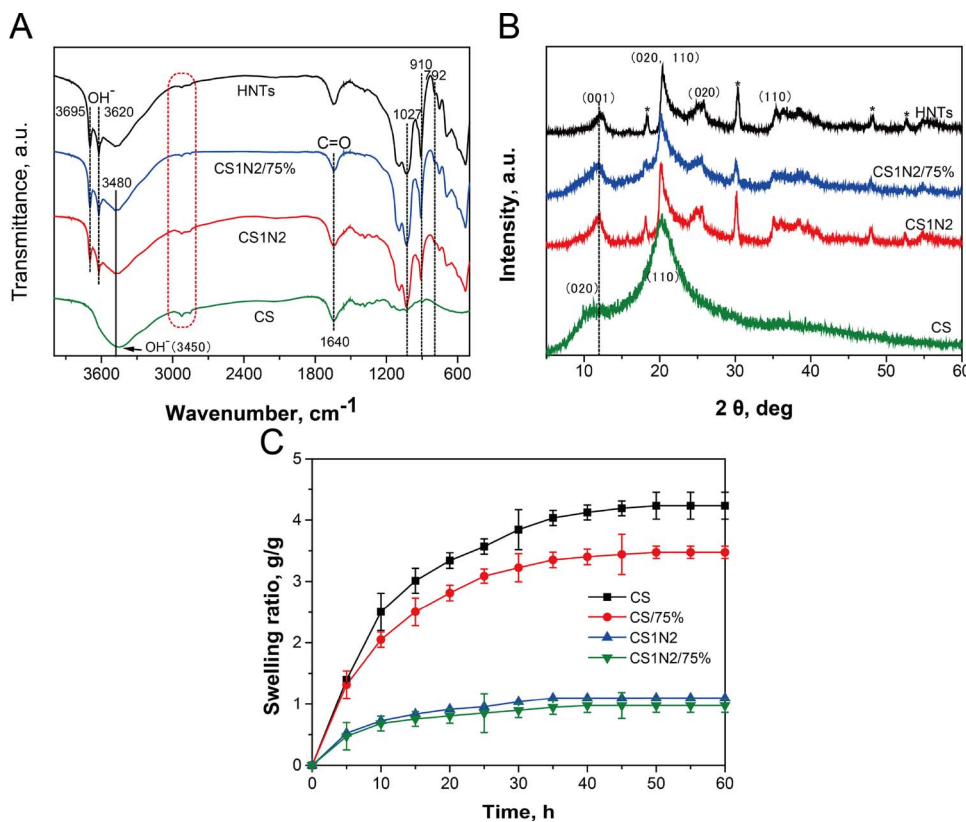 A
3695
OH⁻
3620
HNTs
1027
910
792
3480
C=O
CS1N2/75%
CS1N2
CS
OH⁻(3450)
1640
Transmittance, a.u.
3600 3000 2400 1800 1200 600
Wavenumber, cm⁻¹
B
(020, 110)
(001)
*
(020)
*
(110)
*
*
HNTs
CS1N2/75%
CS1N2
(020)
(110)
CS
Intensity, a.u.
10 20 30 40 50 60
2 θ, deg
C
Swelling ratio, g/g
5
4
3
2
1
0
CS
CS/75%
CS1N2
CS1N2/75%
0 10 20 30 40 50 60
Time, h